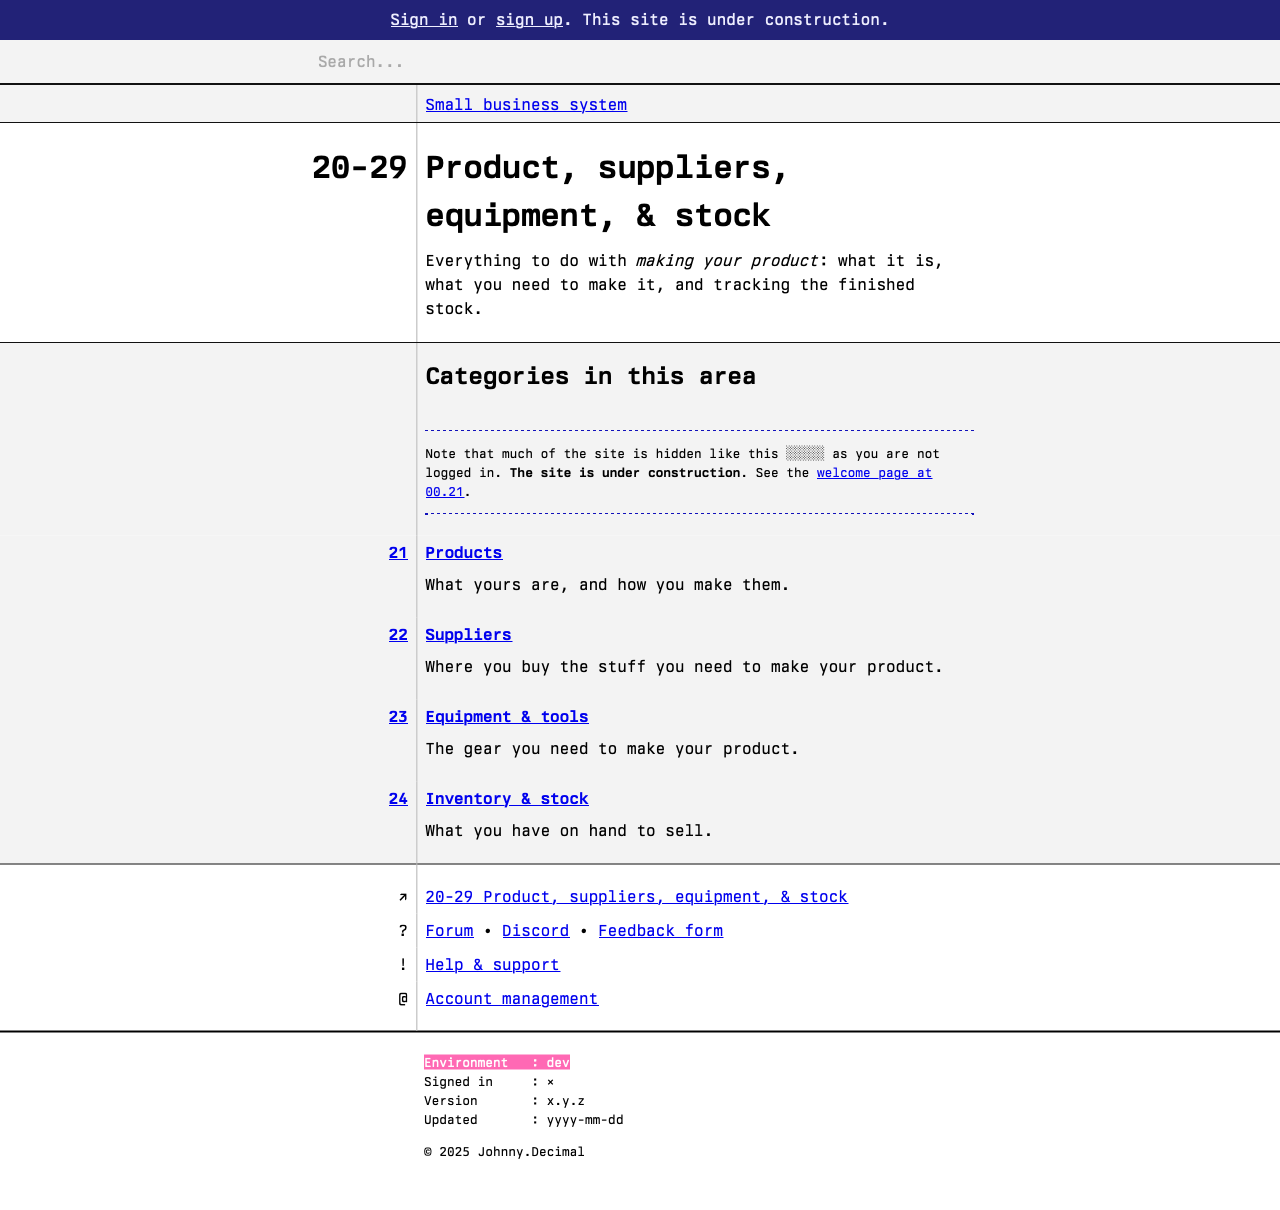 Sign in or sign up. This site is under construction.
Search...
Small business system
20-29 Product, suppliers,
equipment, & stock
Everything to do with making your product: what it is,
what you need to make it, and tracking the finished
stock.
Categories in this area
Note that much of the site is hidden like this ░░░░░ as you are not
logged in. The site is under construction. See the welcome page at
00.21.
21 Products
What yours are, and how you make them.
22 Suppliers
Where you buy the stuff you need to make your product.
23 Equipment & tools
The gear you need to make your product.
24 Inventory & stock
What you have on hand to sell.
↗ 20-29 Product, suppliers, equipment, & stock
? Forum • Discord • Feedback form
! Help & support
@ Account management
Environment : dev
Signed in : ×
Version : x.y.z
Updated : yyyy-mm-dd
© 2025 Johnny.Decimal